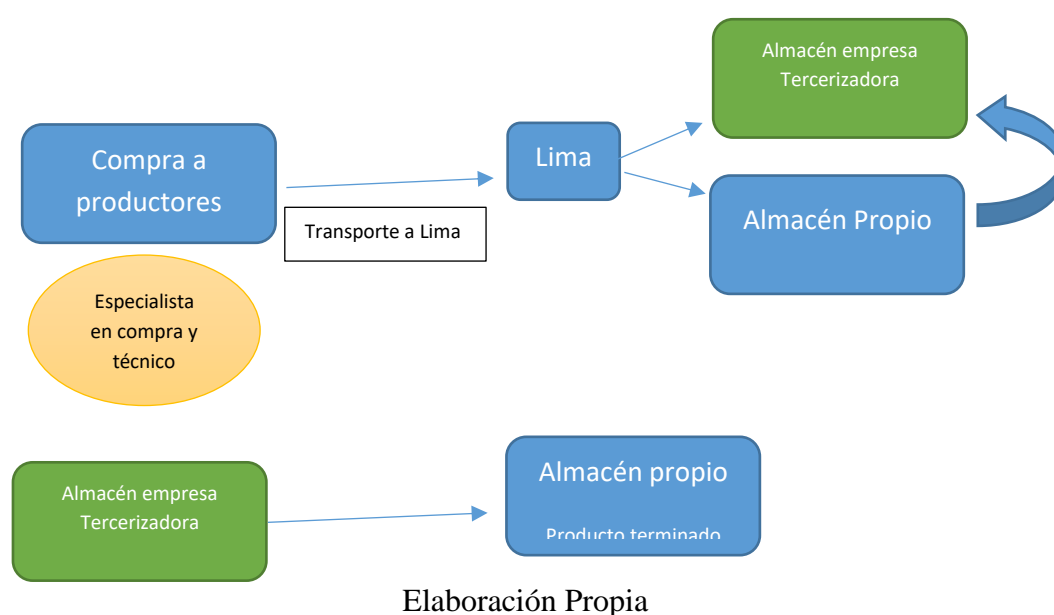 Almacén empresa
Tercerizadora
Compra a
productores
Lima
Transporte a Lima
Almacén Propio
Especialista
en compra y
técnico
Almacén empresa
Tercerizadora
Almacén propio
Producto terminado
Elaboración Propia